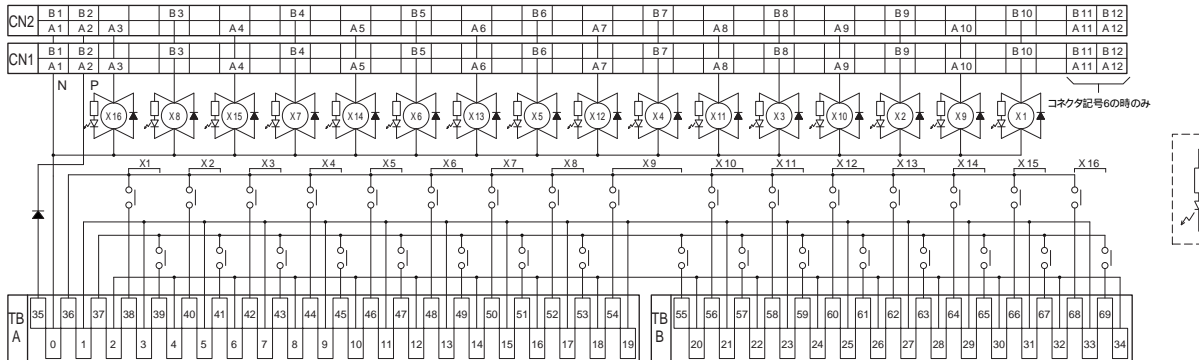 CN2 B1 B2 B3 B4 B5 B6 B7 B8 B9 B10 B11 B12
A1 A2 A3 A4 A5 A6 A7 A8 A9 A10 A11 A12
CN1 B1 B2 B3 B4 B5 B6 B7 B8 B9 B10 B11 B12
A1 A2 A3 A4 A5 A6 A7 A8 A9 A10 A11 A12
N P
コネクタ記号6の時のみ
X16 X8 X15 X7 X14 X6 X13 X5 X12 X4 X11 X3 X10 X2 X9 X1
X1 X2 X3 X4 X5 X6 X7 X8 X9 X10 X11 X12 X13 X14 X15 X16
TB A 35 36 37 38 39 40 41 42 43 44 45 46 47 48 49 50 51 52 53 54
0 1 2 3 4 5 6 7 8 9 10 11 12 13 14 15 16 17 18 19
TB B 55 56 57 58 59 60 61 62 63 64 65 66 67 68 69
20 21 22 23 24 25 26 27 28 29 30 31 32 33 34